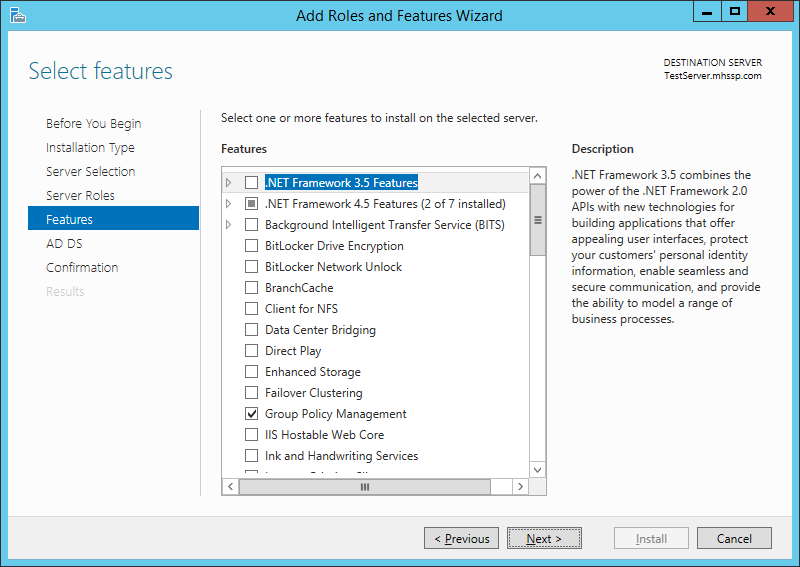 Add Roles and Features Wizard
Select features
DESTINATION SERVER
TestServer.mhssp.com
Before You Begin
Installation Type
Server Selection
Server Roles
Features
AD DS
Confirmation
Results
Select one or more features to install on the selected server.
Features
.NET Framework 3.5 Features
.NET Framework 4.5 Features (2 of 7 installed)
Background Intelligent Transfer Service (BITS)
BitLocker Drive Encryption
BitLocker Network Unlock
BranchCache
Client for NFS
Data Center Bridging
Direct Play
Enhanced Storage
Failover Clustering
Group Policy Management
IIS Hostable Web Core
Ink and Handwriting Services
Description
.NET Framework 3.5 combines the
power of the .NET Framework 2.0
APIs with new technologies for
building applications that offer
appealing user interfaces, protect
your customers' personal identity
information, enable seamless and
secure communication, and provide
the ability to model a range of
business processes.
< Previous
Next >
Install
Cancel